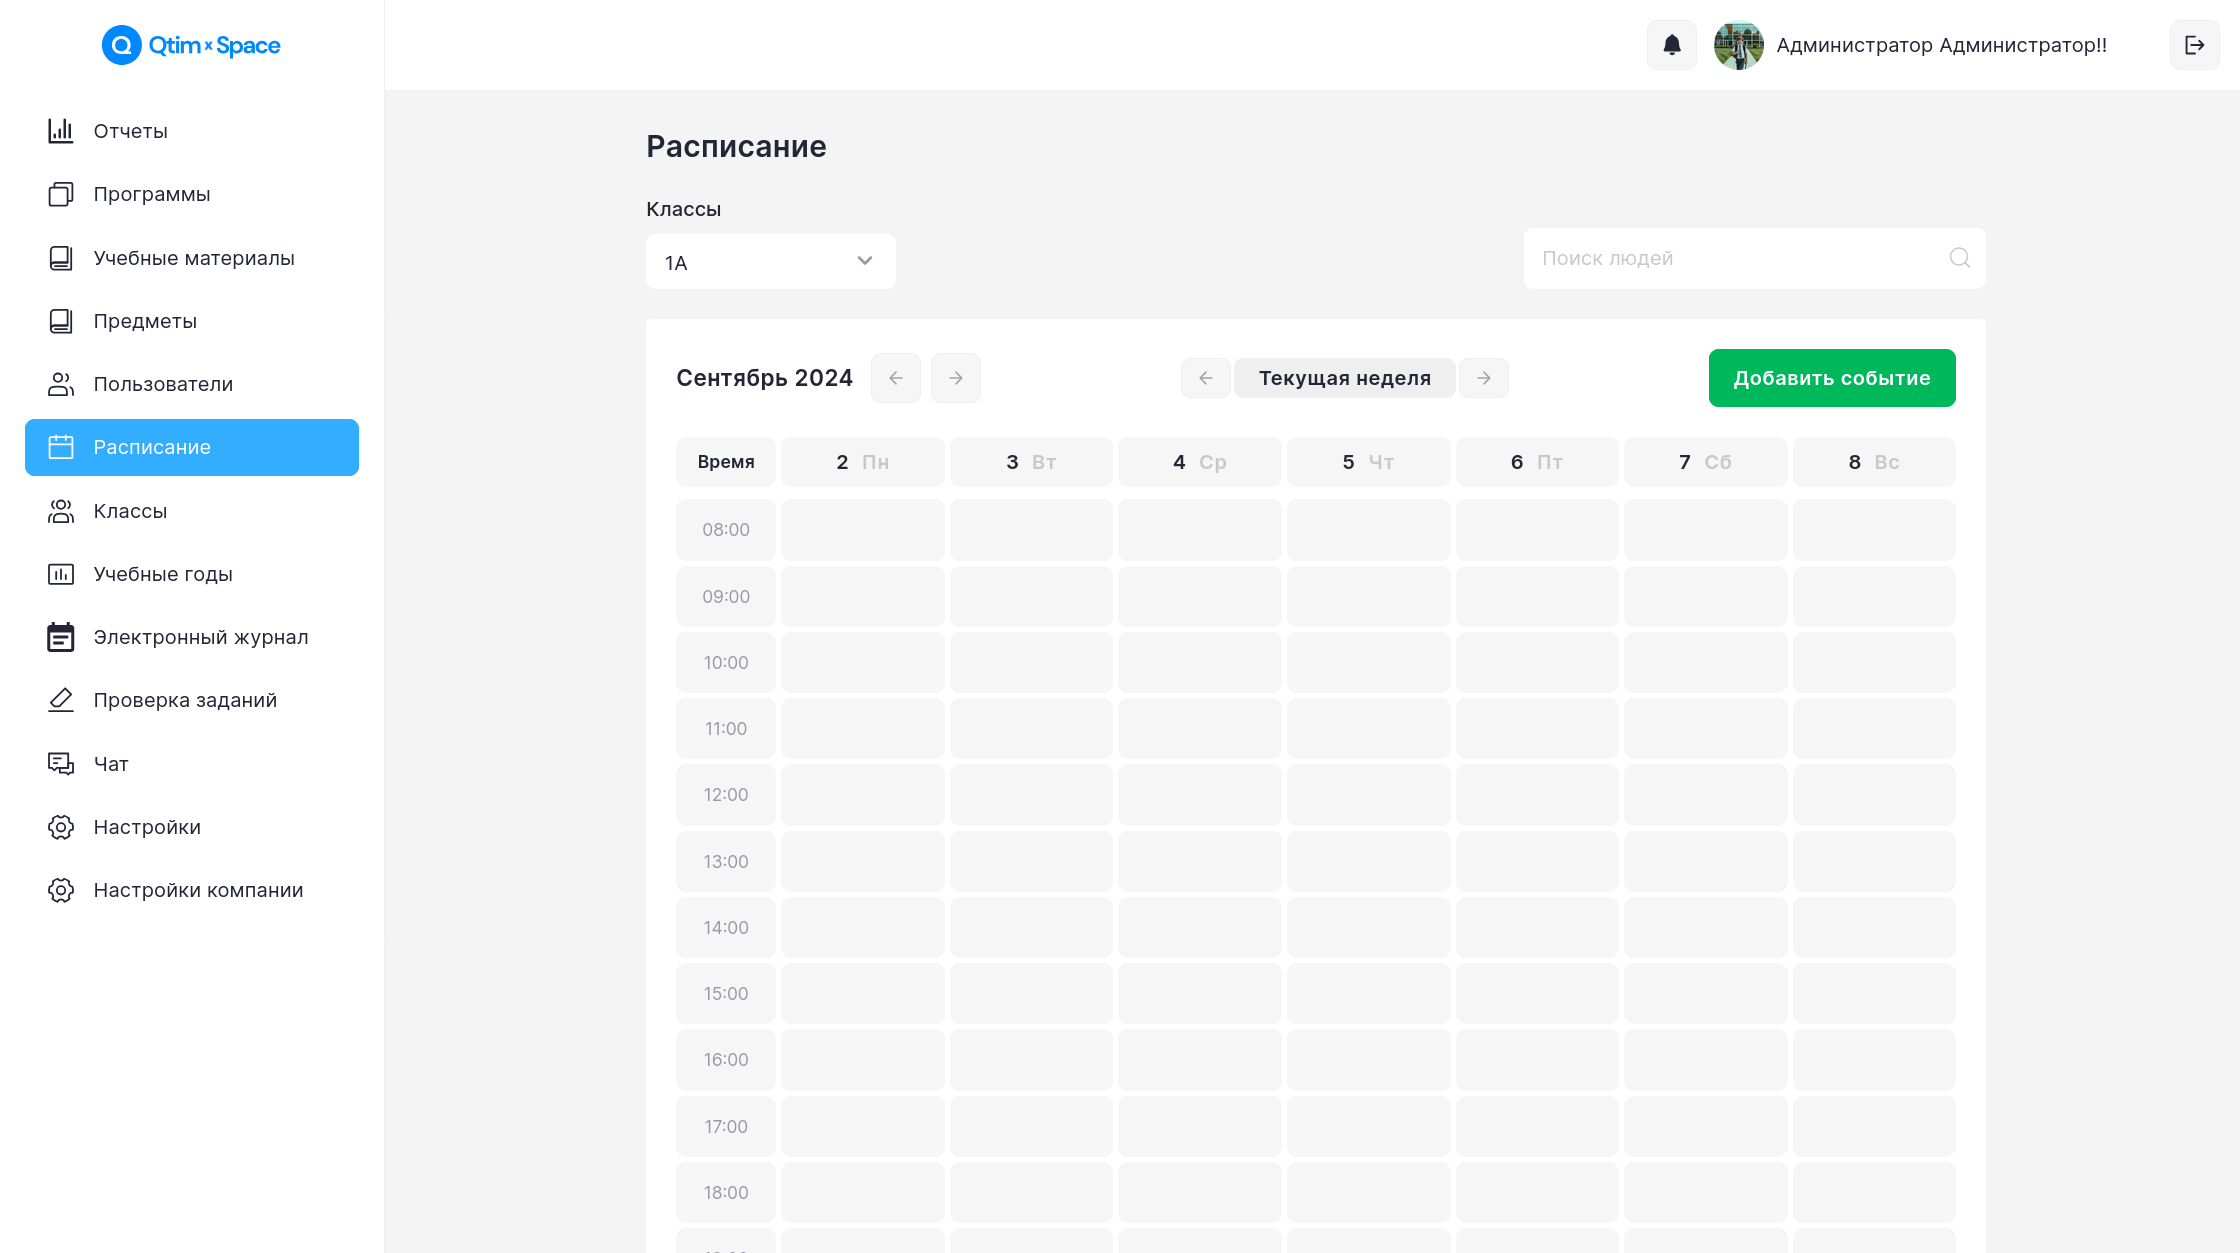 Qtim x Space
Администратор Администратор!!
Отчеты
Программы
Учебные материалы
Предметы
Пользователи
Расписание
Классы
Учебные годы
Электронный журнал
Проверка заданий
Чат
Настройки
Настройки компании
Расписание
Классы
1А
Поиск людей
Сентябрь 2024
Текущая неделя
Добавить событие
Время 2 Пн 3 Вт 4 Ср 5 Чт 6 Пт 7 Сб 8 Вс
08:00
09:00
10:00
11:00
12:00
13:00
14:00
15:00
16:00
17:00
18:00